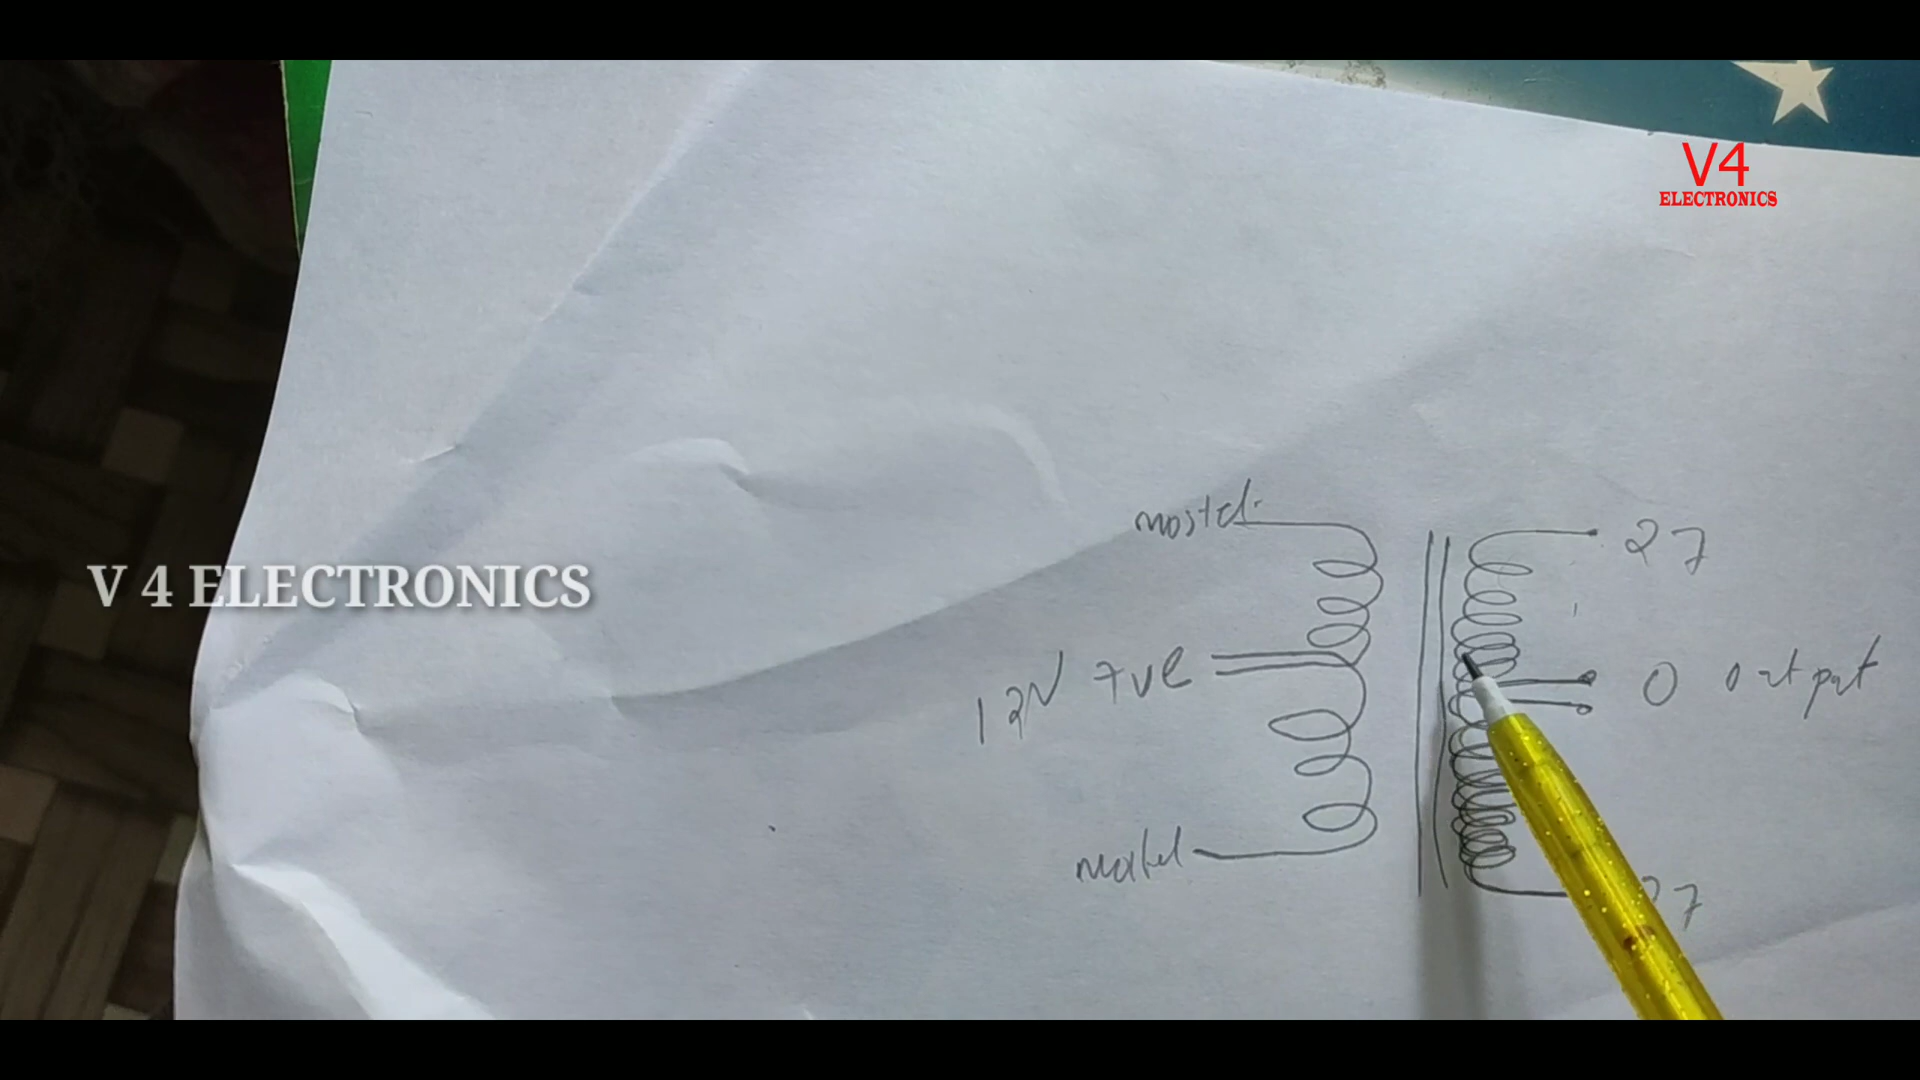 V4
ELECTRONICS
mosfet
27
V 4 ELECTRONICS
12V +ve
0 output
mosfet
27